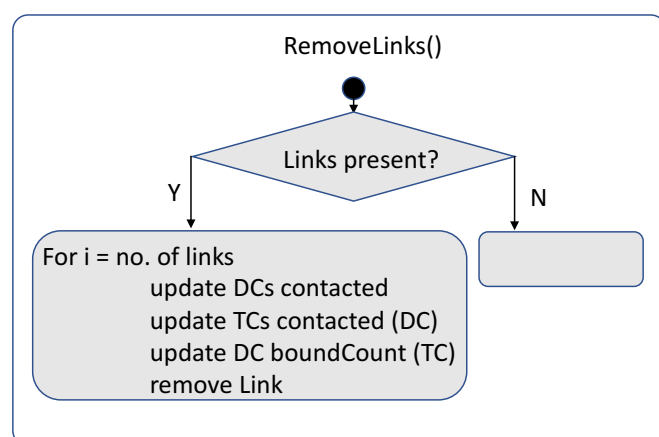 RemoveLinks()
Links present?
Y
N
For i = no. of links
update DCs contacted
update TCs contacted (DC)
update DC boundCount (TC)
remove Link